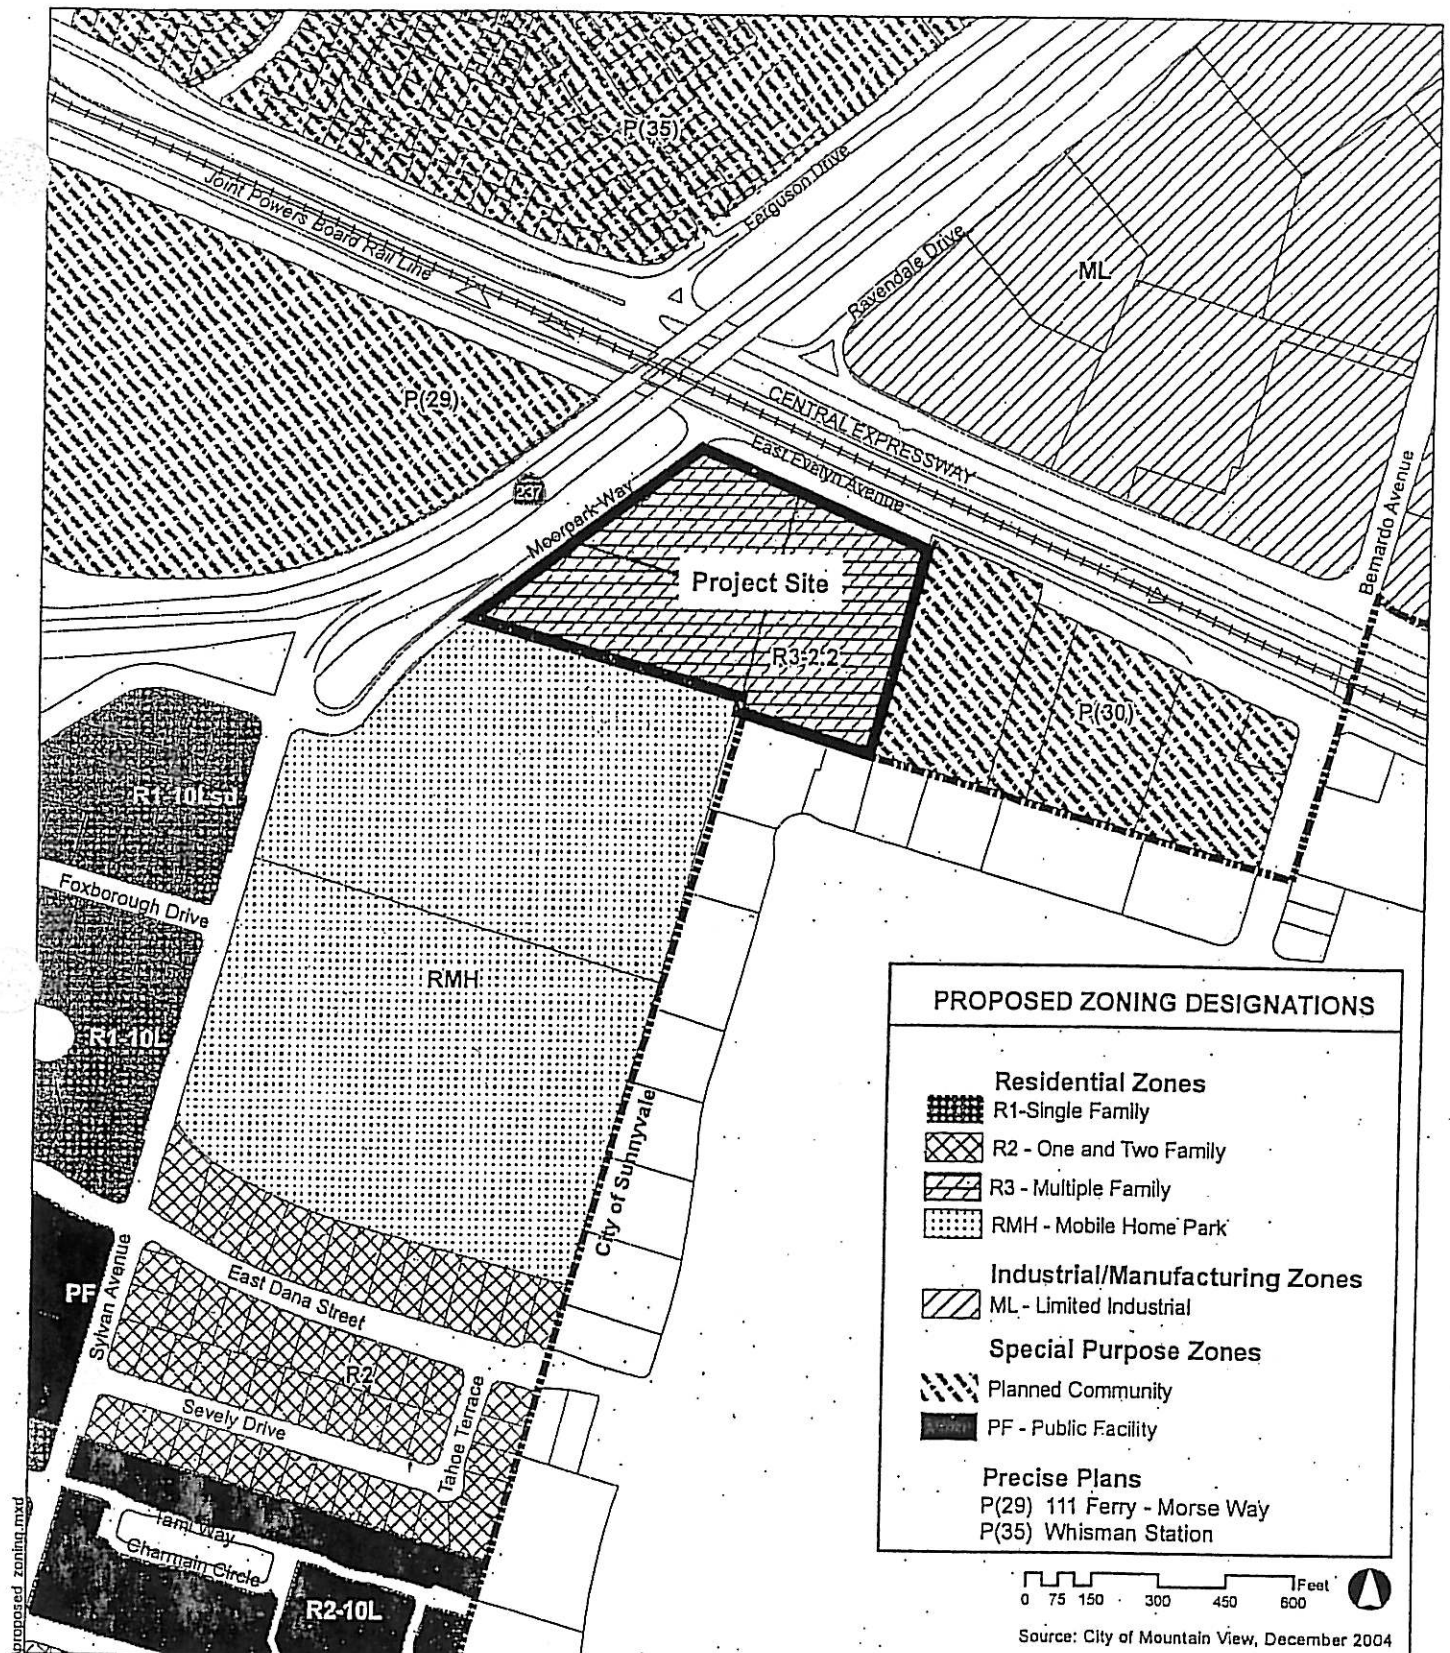 P(35)
Joint Powers Board Rail Line
Ferguson Drive
Ravendale Drive
ML
P(29)
CENTRAL EXPRESSWAY
East Evelyn Avenue
237
Moorpark Way
Bernardo Avenue
Project Site
R3-2.2
P(30)
R1-10Lsd
Foxborough Drive
RMH
R1-10L
City of Sunnyvale
PF
Sylvan Avenue
East Dana Street
R2
Sevely Drive
Tahoe Terrace
Tami Way
Charmain Circle
R2-10L
PROPOSED ZONING DESIGNATIONS
Residential Zones
R1-Single Family
R2 - One and Two Family
R3 - Multiple Family
RMH - Mobile Home Park
Industrial/Manufacturing Zones
ML - Limited Industrial
Special Purpose Zones
Planned Community
PF - Public Facility
Precise Plans
P(29) 111 Ferry - Morse Way
P(35) Whisman Station
Feet
0 75 150 300 450 600
Source: City of Mountain View, December 2004
proposed zoning.mxd